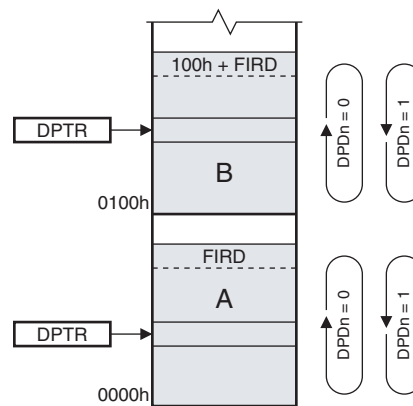 100h + FIRD
DPTR
B
0100h
DPDn = 0
DPDn = 1
FIRD
A
DPTR
0000h
DPDn = 0
DPDn = 1